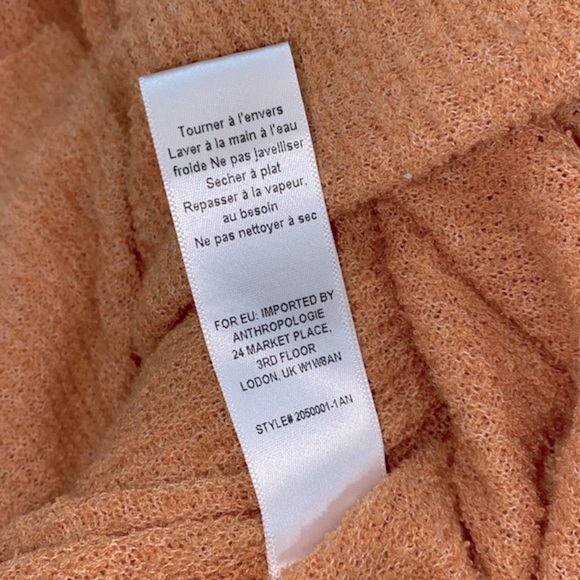 Tourner à l'envers
Laver à la main à l'eau
froide Ne pas javelliser
Secher à plat
Repasser à la vapeur,
au besoin
Ne pas nettoyer à sec
FOR EU: IMPORTED BY
ANTHROPOLOGIE
24 MARKET PLACE,
3RD FLOOR
LODON, UK W1W8AN
STYLE# 2050001-1AN